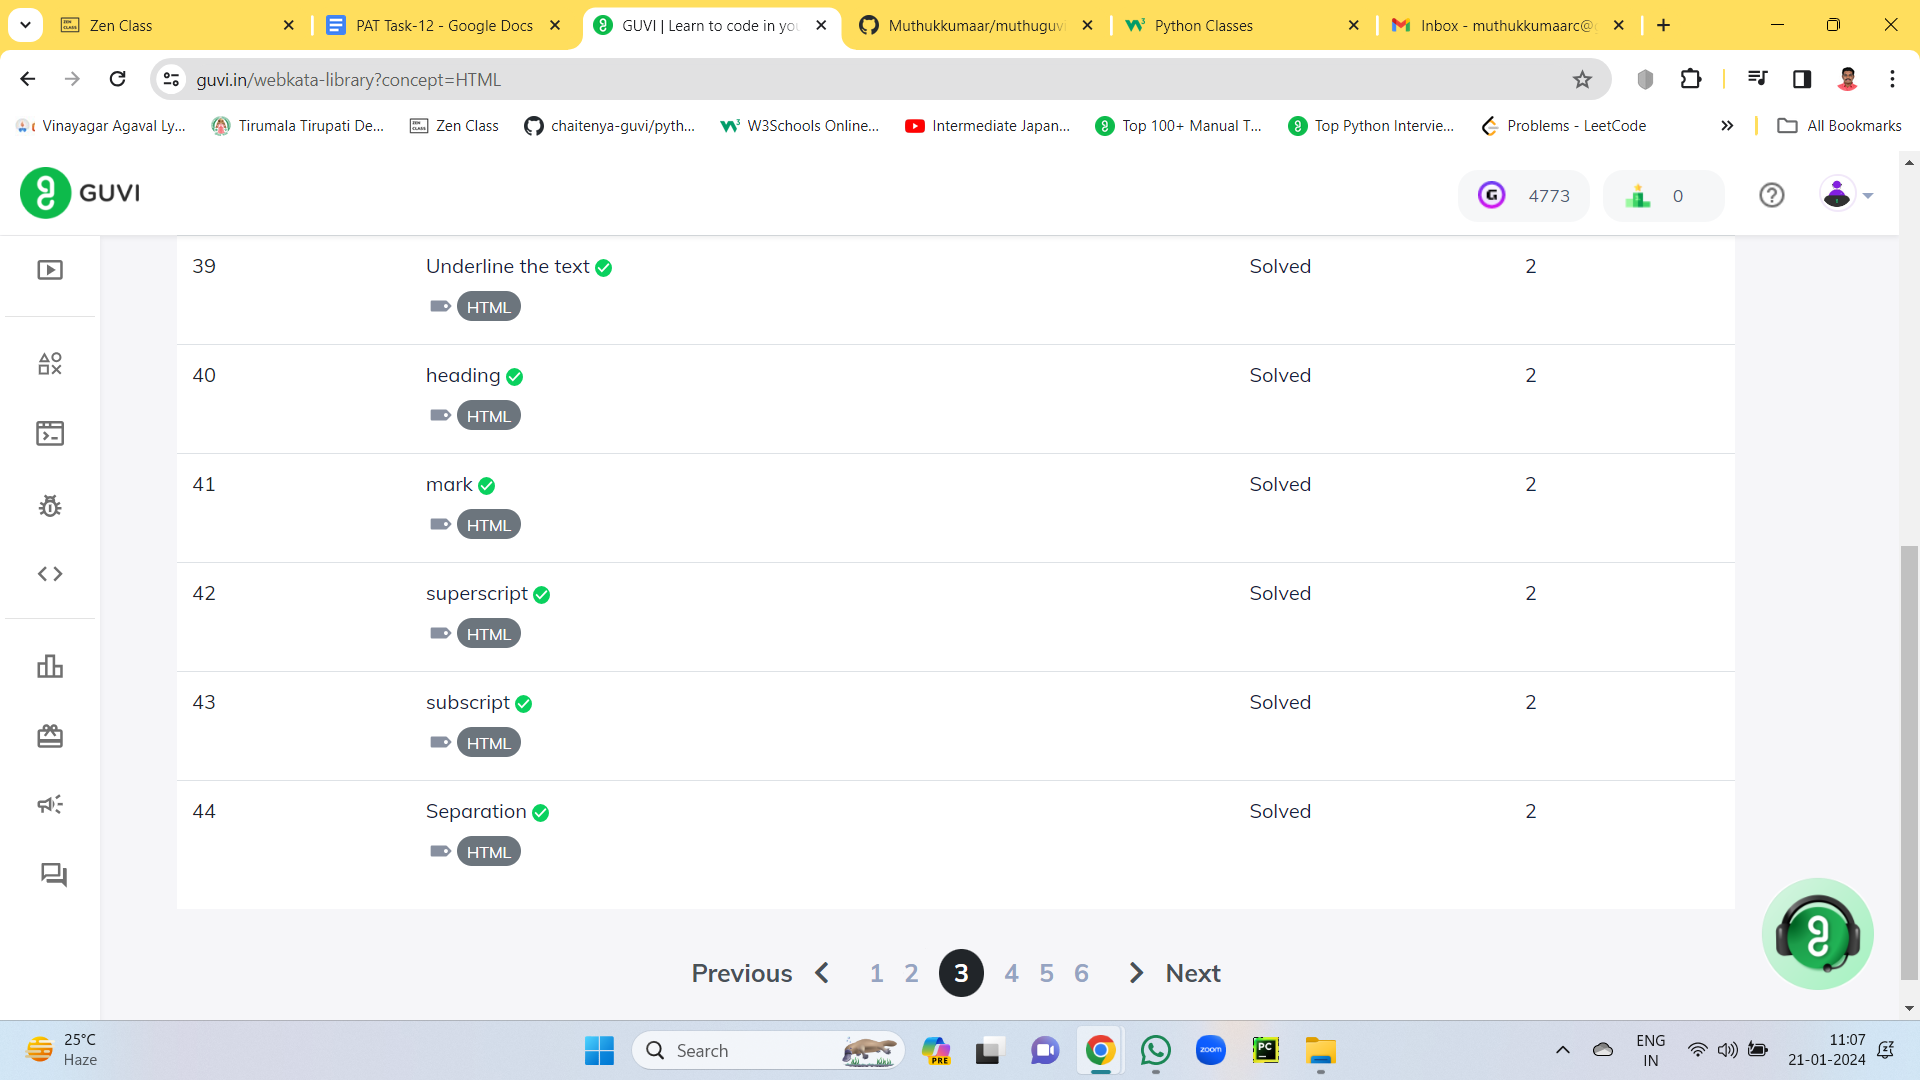 Zen Class
PAT Task-12 - Google Docs
GUVI | Learn to code in you
Muthukkumaar/muthuguvi
Python Classes
Inbox - muthukkumaarc@g
guvi.in/webkata-library?concept=HTML
Vinayagar Agaval Ly...
Tirumala Tirupati De...
Zen Class
chaitenya-guvi/pyth...
W3Schools Online...
Intermediate Japan...
Top 100+ Manual T...
Top Python Intervie...
Problems - LeetCode
All Bookmarks
GUVI
4773
0
39 Underline the text Solved 2
HTML
40 heading Solved 2
HTML
41 mark Solved 2
HTML
42 superscript Solved 2
HTML
43 subscript Solved 2
HTML
44 Separation Solved 2
HTML
Previous 1 2 3 4 5 6 Next
25°C
Haze
Search
PRE
zoom
PC
ENG
IN
11:07
21-01-2024